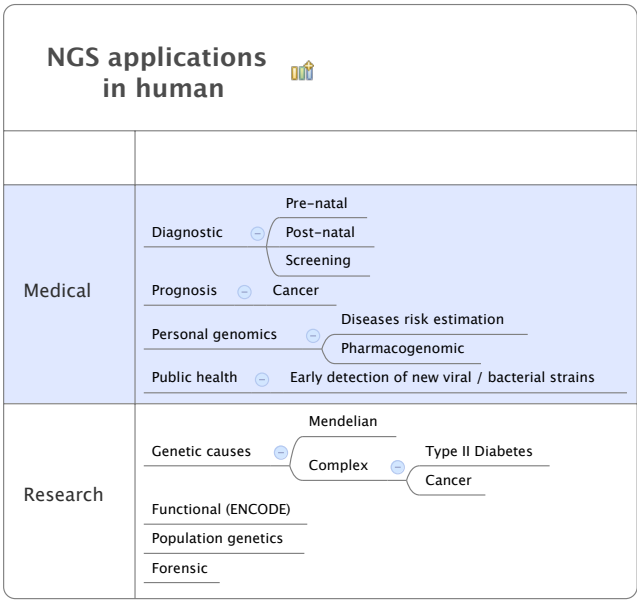 NGS applications
in human
Medical
Diagnostic
Pre-natal
Post-natal
Screening
Prognosis
Cancer
Personal genomics
Diseases risk estimation
Pharmacogenomic
Public health
Early detection of new viral / bacterial strains
Research
Genetic causes
Mendelian
Complex
Type II Diabetes
Cancer
Functional (ENCODE)
Population genetics
Forensic